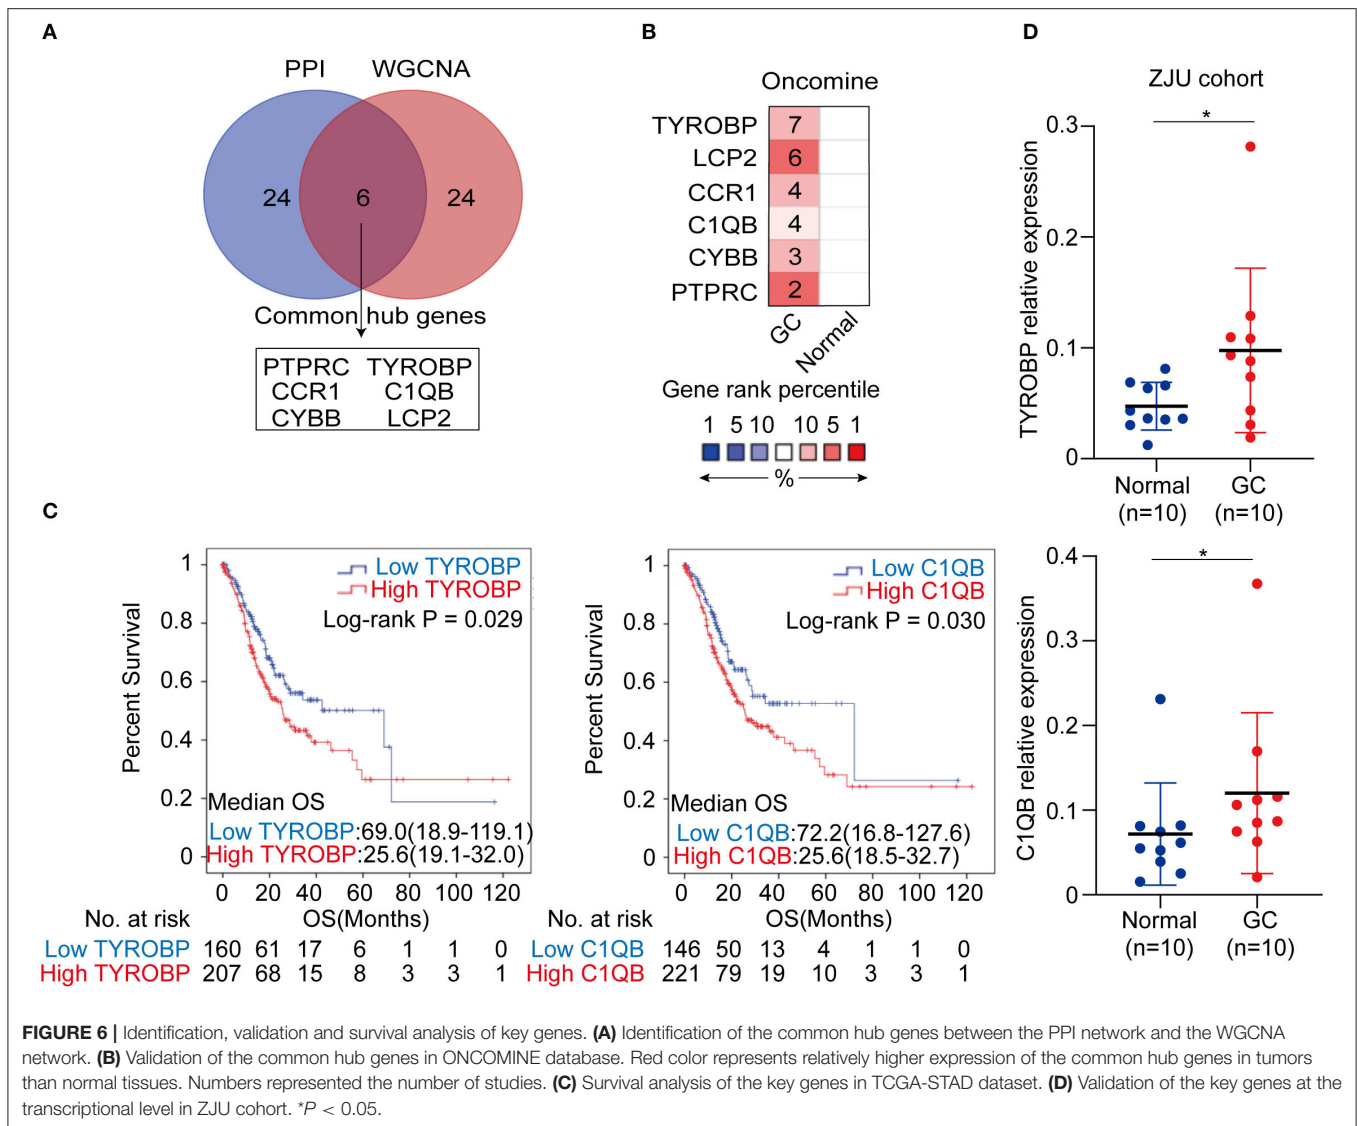 A
PPI WGCNA
24 6 24
Common hub genes
PTPRC TYROBP
CCR1 C1QB
CYBB LCP2
B
Oncomine
TYROBP 7
LCP2 6
CCR1 4
C1QB 4
CYBB 3
PTPRC 2
GC Normal
Gene rank percentile
1 5 10 10 5 1
%
C
Percent Survival
1
0.8
0.6
0.4
0.2
0
Low TYROBP
High TYROBP
Log-rank P = 0.029
Median OS
Low TYROBP:69.0(18.9-119.1)
High TYROBP:25.6(19.1-32.0)
0 20 40 60 80 100 120
No. at risk OS(Months)
Low TYROBP 160 61 17 6 1 1 0
High TYROBP 207 68 15 8 3 3 1
Percent Survival
1
0.8
0.6
0.4
0.2
0
Low C1QB
High C1QB
Log-rank P = 0.030
Median OS
Low C1QB:72.2(16.8-127.6)
High C1QB:25.6(18.5-32.7)
0 20 40 60 80 100 120
No. at risk OS(Months)
Low C1QB 146 50 13 4 1 1 0
High C1QB 221 79 19 10 3 3 1
D
ZJU cohort
*
TYROBP relative expression
0.3
0.2
0.1
0
Normal GC
(n=10) (n=10)
*
C1QB relative expression
0.4
0.3
0.2
0.1
0
Normal GC
(n=10) (n=10)
FIGURE 6 | Identification, validation and survival analysis of key genes. (A) Identification of the common hub genes between the PPI network and the WGCNA
network. (B) Validation of the common hub genes in ONCOMINE database. Red color represents relatively higher expression of the common hub genes in tumors
than normal tissues. Numbers represented the number of studies. (C) Survival analysis of the key genes in TCGA-STAD dataset. (D) Validation of the key genes at the
transcriptional level in ZJU cohort. *P < 0.05.